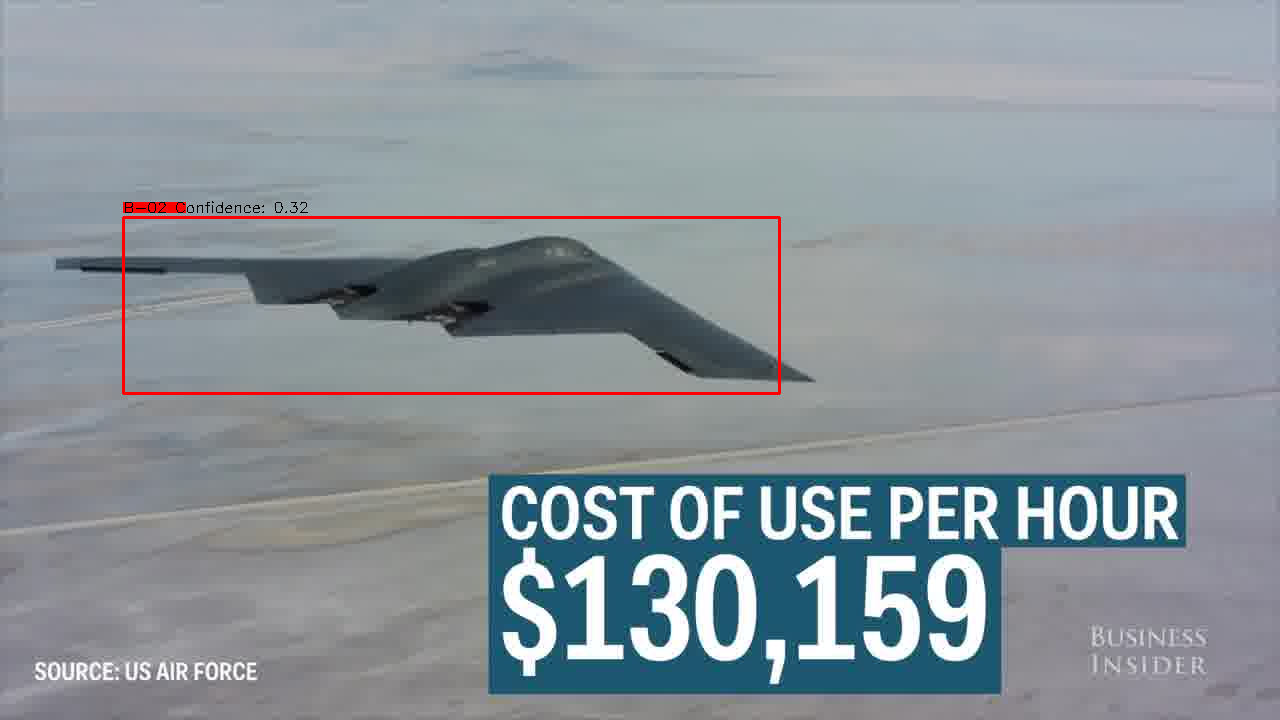 B-02 Confidence: 0.32
COST OF USE PER HOUR
$130,159
SOURCE: US AIR FORCE
BUSINESS
INSIDER